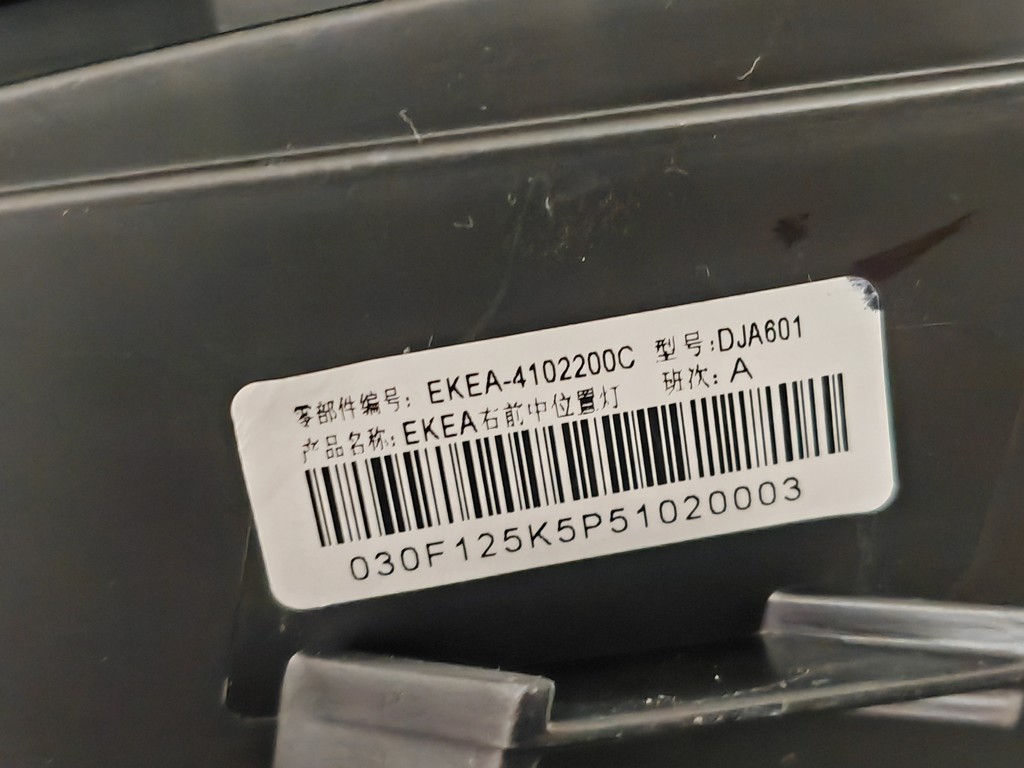 零部件编号: EKEA-4102200C 型号:DJA601
产品名称:EKEA右前中位置灯 班次: A
030F125K5P51020003